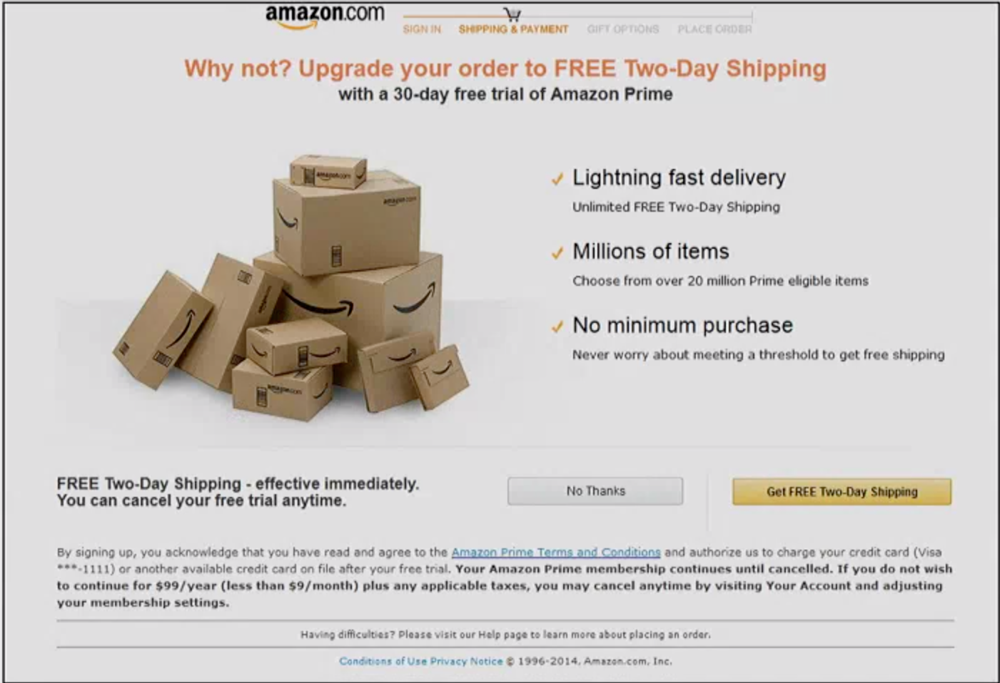 amazon.com
SIGN IN SHIPPING & PAYMENT GIFT OPTIONS PLACE ORDER
Why not? Upgrade your order to FREE Two-Day Shipping
with a 30-day free trial of Amazon Prime
amazon.com
amazon.com
amazon.com
Lightning fast delivery
Unlimited FREE Two-Day Shipping
Millions of items
Choose from over 20 million Prime eligible items
No minimum purchase
Never worry about meeting a threshold to get free shipping
FREE Two-Day Shipping - effective immediately.
You can cancel your free trial anytime.
No Thanks
Get FREE Two-Day Shipping
By signing up, you acknowledge that you have read and agree to the Amazon Prime Terms and Conditions and authorize us to charge your credit card (Visa
***-1111) or another available credit card on file after your free trial. Your Amazon Prime membership continues until cancelled. If you do not wish
to continue for $99/year (less than $9/month) plus any applicable taxes, you may cancel anytime by visiting Your Account and adjusting
your membership settings.
Having difficulties? Please visit our Help page to learn more about placing an order.
Conditions of Use Privacy Notice © 1996-2014, Amazon.com, Inc.